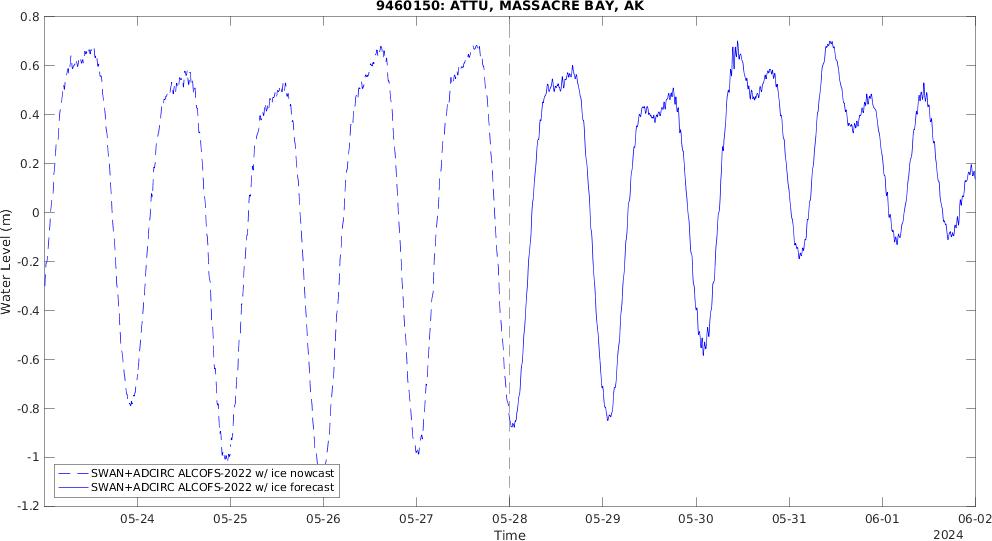 9460150: ATTU, MASSACRE BAY, AK
0.8
0.6
0.4
0.2
0
-0.2
-0.4
-0.6
-0.8
-1
-1.2
Water Level (m)
SWAN+ADCIRC ALCOFS-2022 w/ ice nowcast
SWAN+ADCIRC ALCOFS-2022 w/ ice forecast
05-24 05-25 05-26 05-27 05-28 05-29 05-30 05-31 06-01 06-02
Time
2024